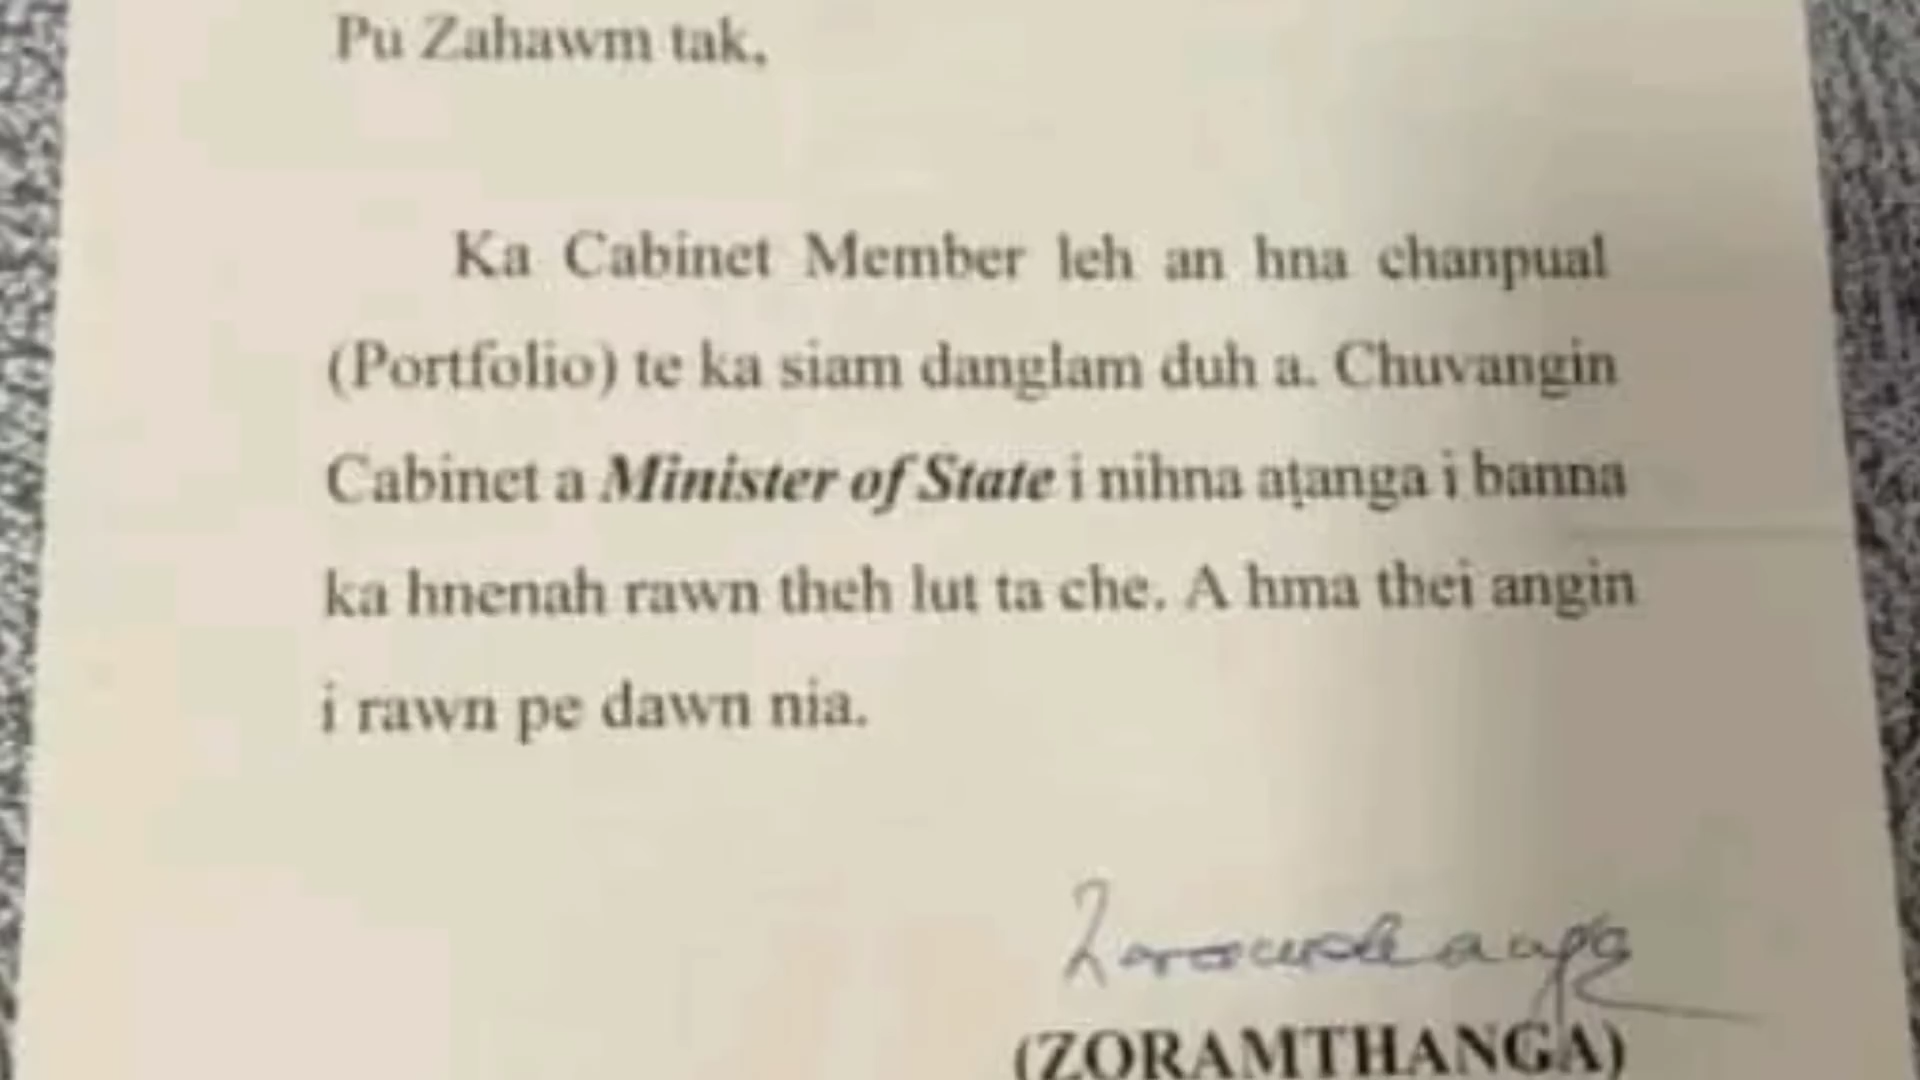 Pu Zahawm tak,
Ka Cabinet Member leh an hna chanpual
(Portfolio) te ka siam danglam duh a. Chuvangin
Cabinet a Minister of State i nihna aṭanga i banna
ka hnenah rawn theh lut ta che. A hma thei angin
i rawn pe dawn nia.
Zoramthanga
(ZORAMTHANGA)